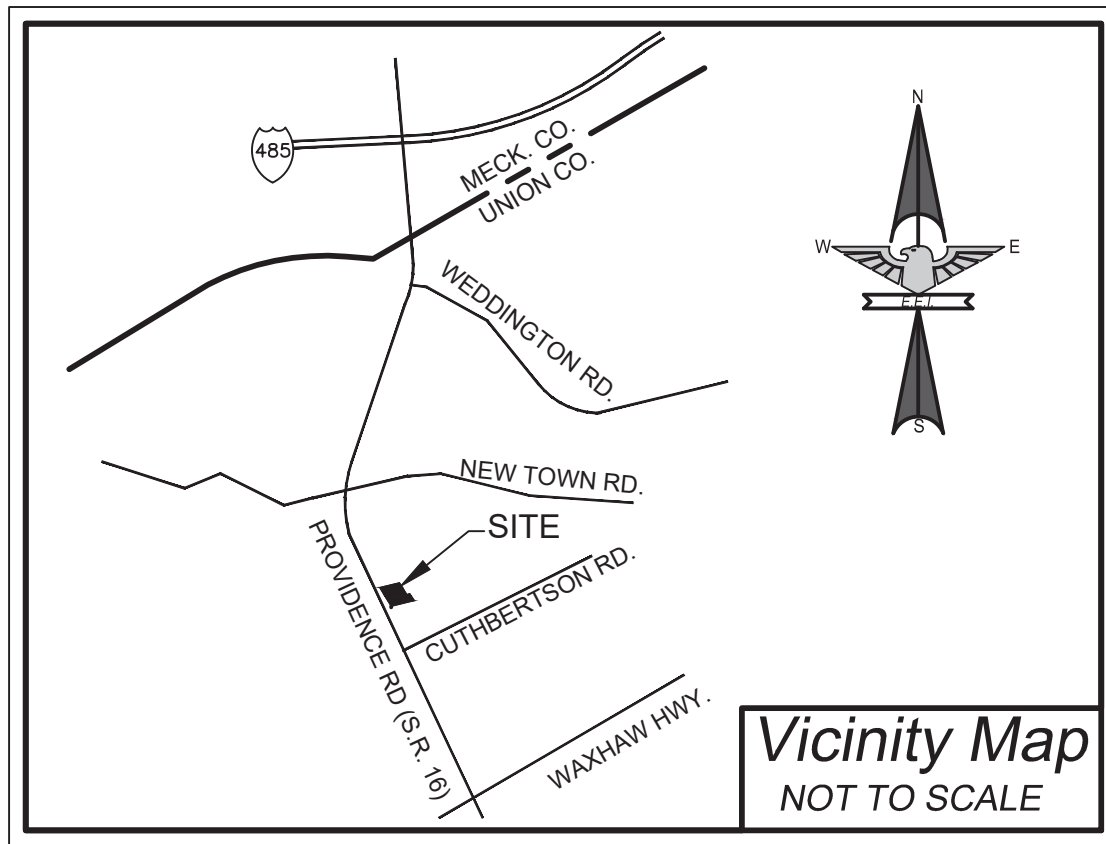 485
MECK. CO.
UNION CO.
N
W
E
E.E.I.
S
WEDDINGTON RD.
NEW TOWN RD.
SITE
PROVIDENCE RD (S.R. 16)
CUTHBERTSON RD.
WAXHAW HWY.
Vicinity Map
NOT TO SCALE